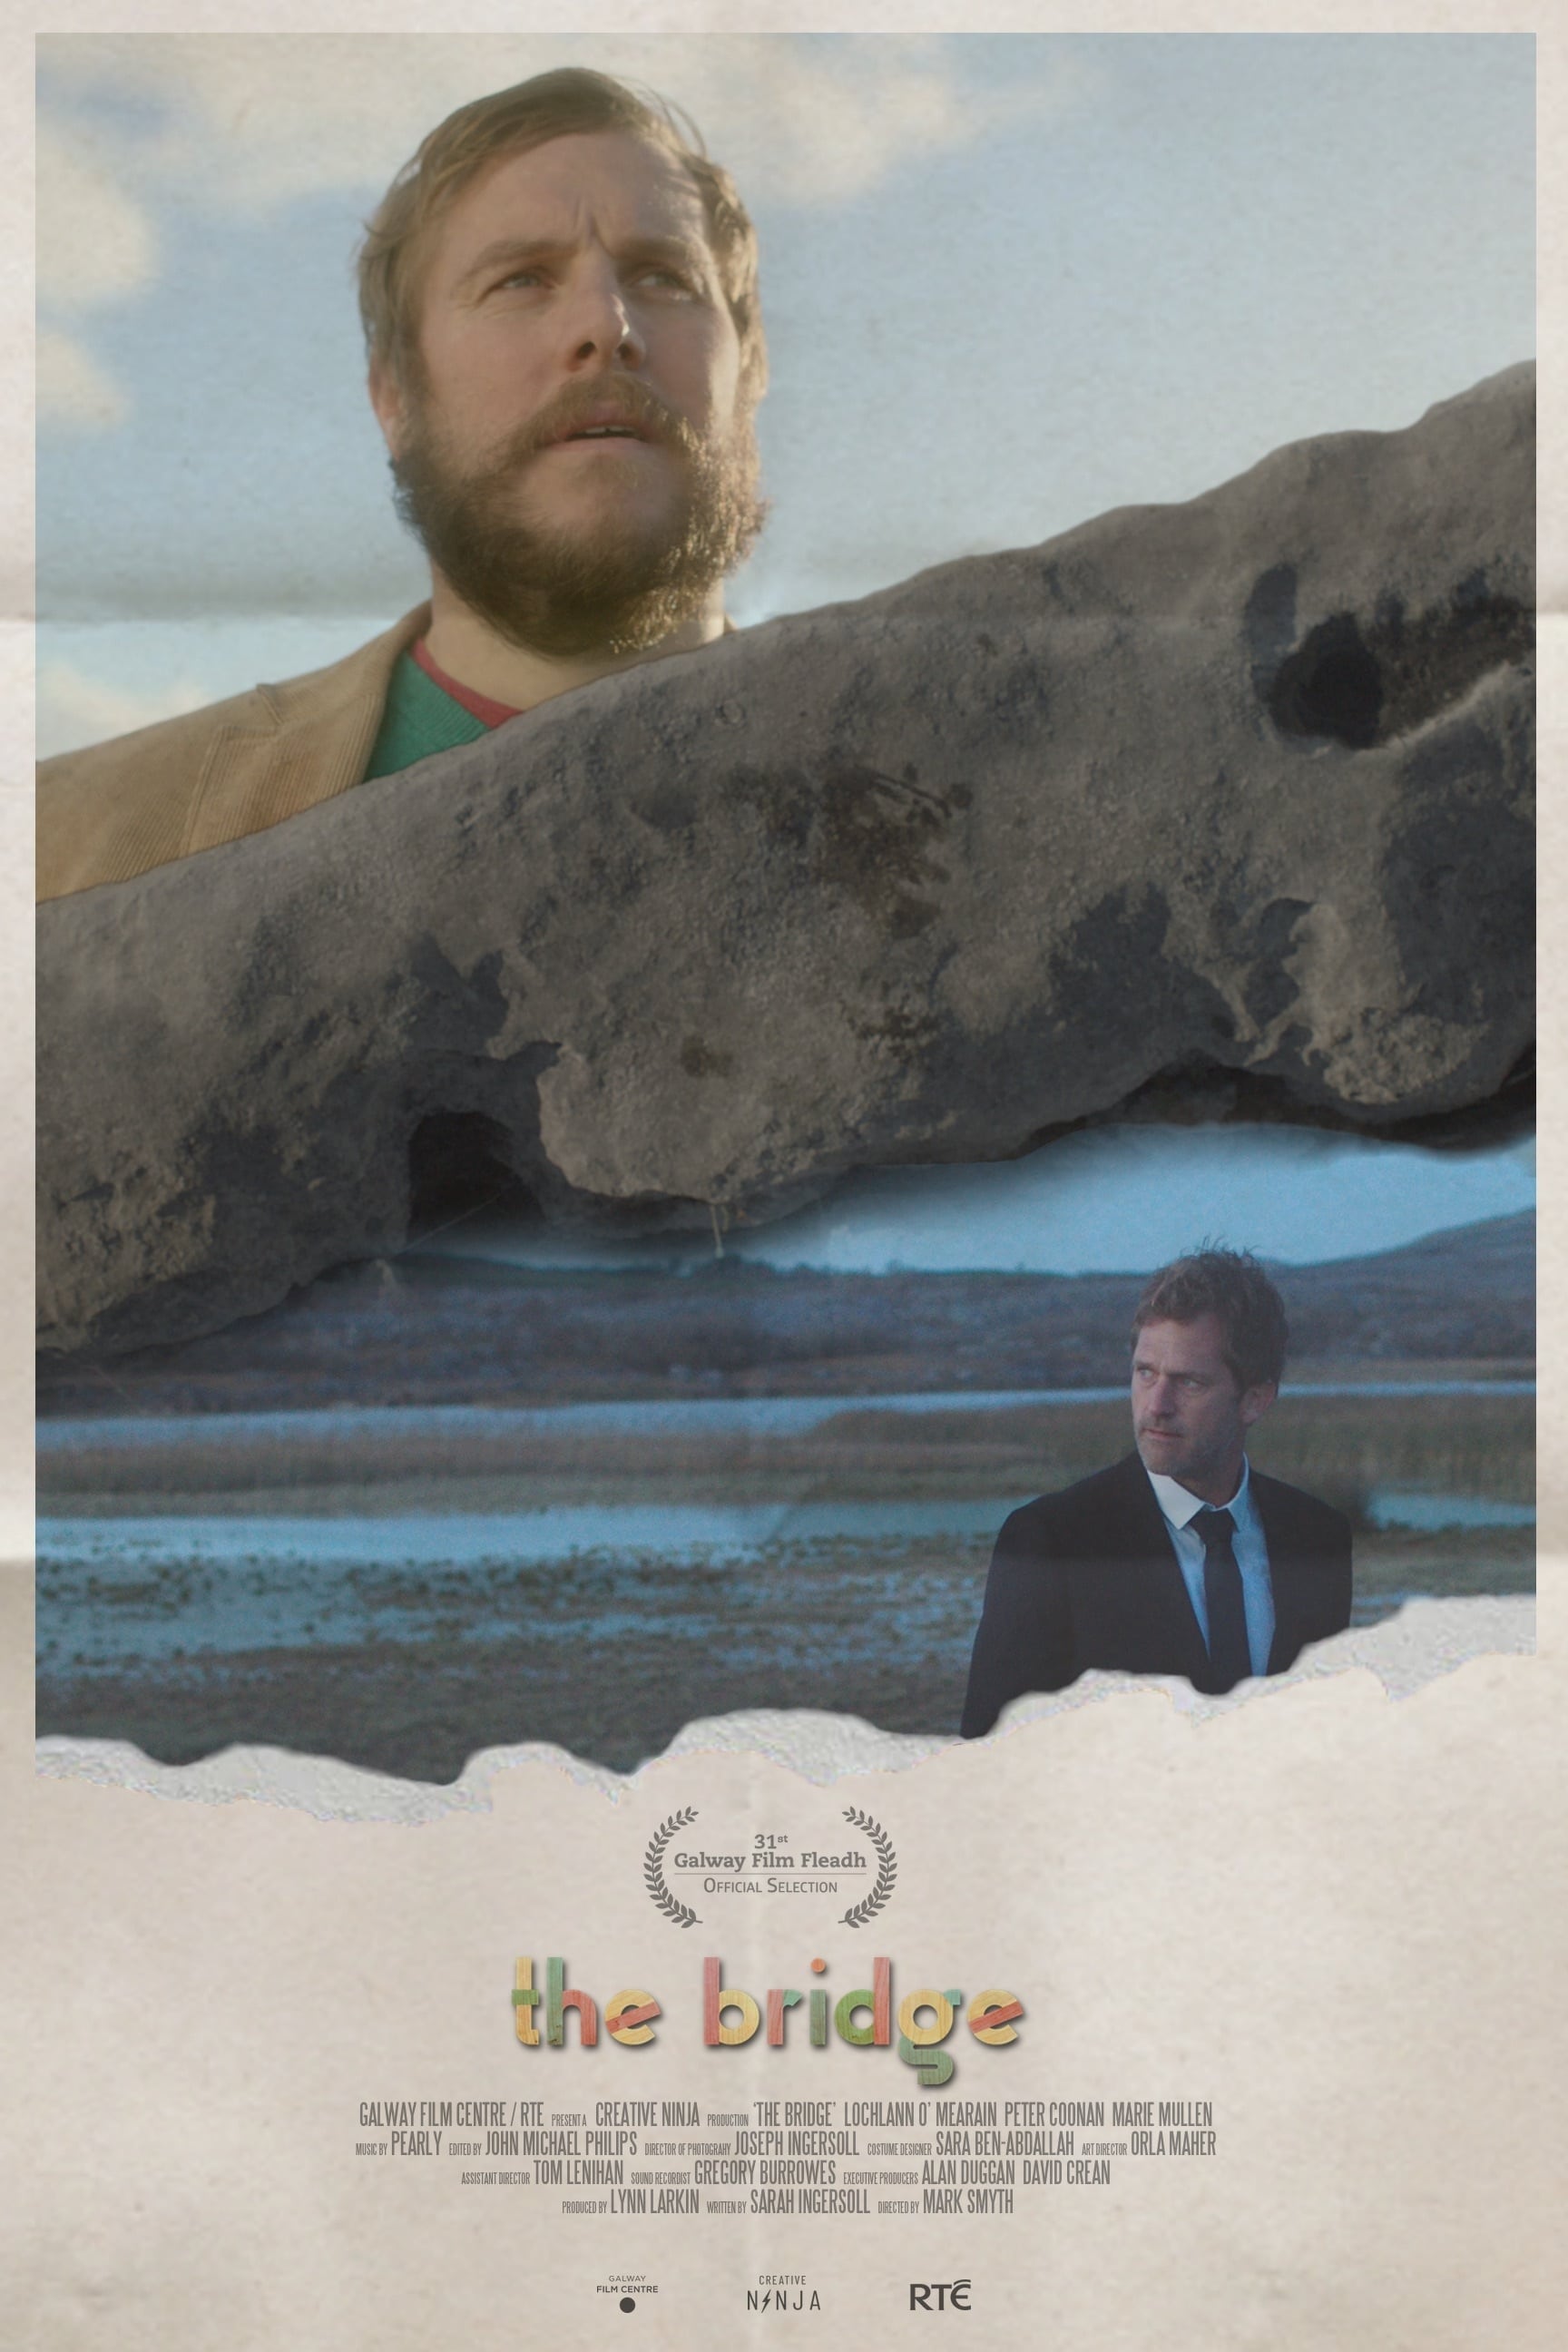 31st
Galway Film Fleadh
OFFICIAL SELECTION
the bridge
GALWAY FILM CENTRE / RTE PRESENT A CREATIVE NINJA PRODUCTION 'THE BRIDGE' LOCHLANN O' MEARAIN PETER COONAN MARIE MULLEN
MUSIC BY PEARLY EDITED BY JOHN MICHAEL PHILIPS DIRECTOR OF PHOTOGRAHY JOSEPH INGERSOLL COSTUME DESIGNER SARA BEN-ABDALLAH ART DIRECTOR ORLA MAHER
ASSISTANT DIRECTOR TOM LENIHAN SOUND RECORDIST GREGORY BURROWES EXECUTIVE PRODUCERS ALAN DUGGAN DAVID CREAN
PRODUCED BY LYNN LARKIN WRITTEN BY SARAH INGERSOLL DIRECTED BY MARK SMYTH
GALWAY
FILM CENTRE
CREATIVE
NINJA
RTÉ